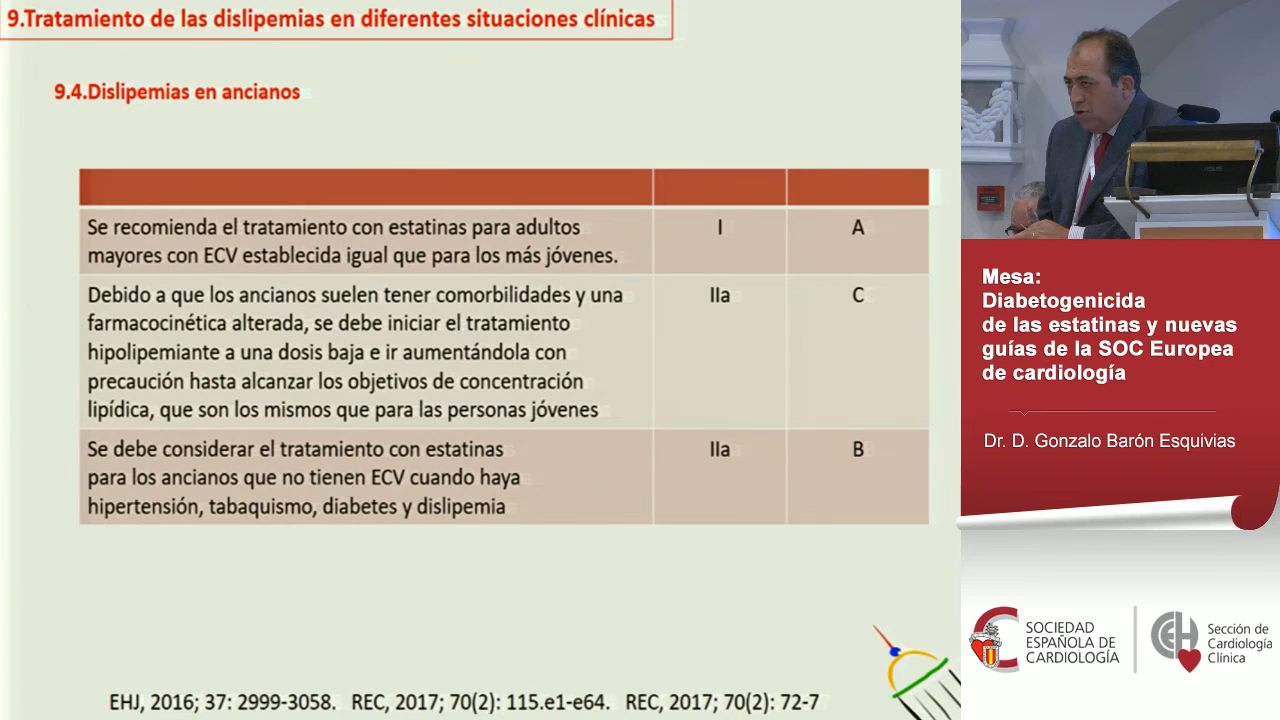 9.Tratamiento de las dislipemias en diferentes situaciones clínicas
9.4.Dislipemias en ancianos
Se recomienda el tratamiento con estatinas para adultos
mayores con ECV establecida igual que para los más jóvenes.
I
A
Debido a que los ancianos suelen tener comorbilidades y una
farmacocinética alterada, se debe iniciar el tratamiento
hipolipemiante a una dosis baja e ir aumentándola con
precaución hasta alcanzar los objetivos de concentración
lipídica, que son los mismos que para las personas jóvenes
IIa
C
Se debe considerar el tratamiento con estatinas
para los ancianos que no tienen ECV cuando haya
hipertensión, tabaquismo, diabetes y dislipemia
IIa
B
EHJ, 2016; 37: 2999-3058. REC, 2017; 70(2): 115.e1-e64. REC, 2017; 70(2): 72-7
Mesa:
Diabetogenicida
de las estatinas y nuevas
guías de la SOC Europea
de cardiología
Dr. D. Gonzalo Barón Esquivias
SOCIEDAD
ESPAÑOLA DE
CARDIOLOGÍA
Sección de
Cardiología
Clínica